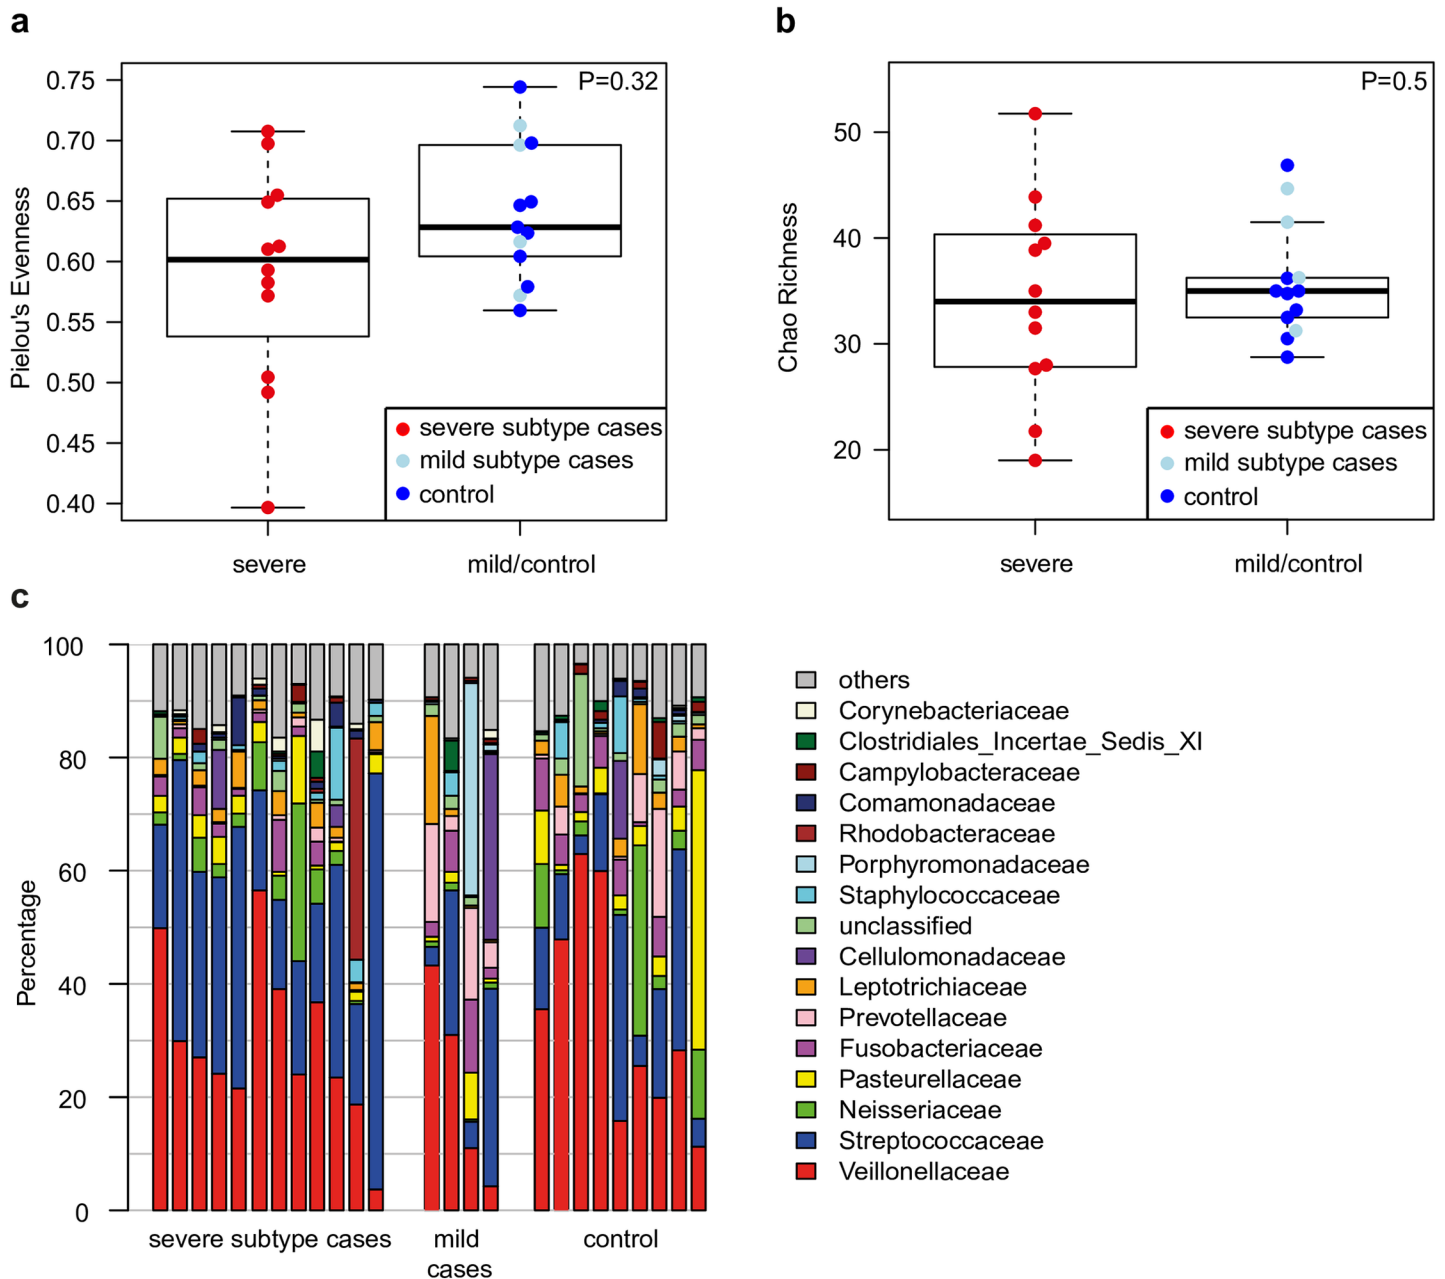 a
b
P=0.32
Pielou's Evenness
0.75
0.70
0.65
0.60
0.55
0.50
0.45
0.40
severe subtype cases
mild subtype cases
control
severe
mild/control
P=0.5
Chao Richness
50
40
30
20
severe subtype cases
mild subtype cases
control
severe
mild/control
c
Percentage
100
80
60
40
20
0
severe subtype cases
mild
cases
control
others
Corynebacteriaceae
Clostridiales_Incertae_Sedis_XI
Campylobacteraceae
Comamonadaceae
Rhodobacteraceae
Porphyromonadaceae
Staphylococcaceae
unclassified
Cellulomonadaceae
Leptotrichiaceae
Prevotellaceae
Fusobacteriaceae
Pasteurellaceae
Neisseriaceae
Streptococcaceae
Veillonellaceae